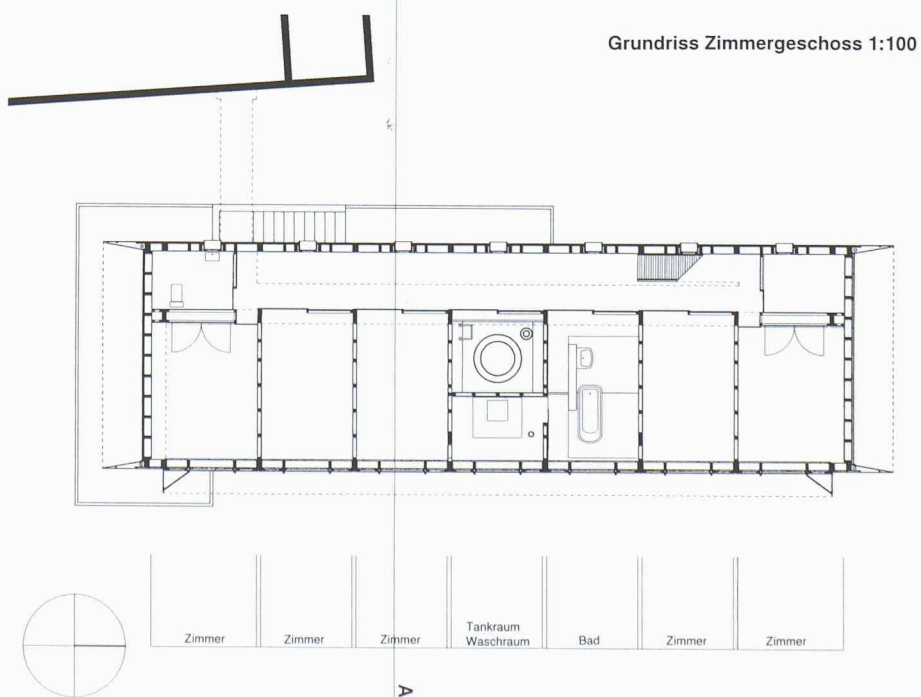 Grundriss Zimmergeschoss 1:100
Zimmer
Zimmer
Zimmer
Tankraum
Waschraum
Bad
Zimmer
Zimmer
A